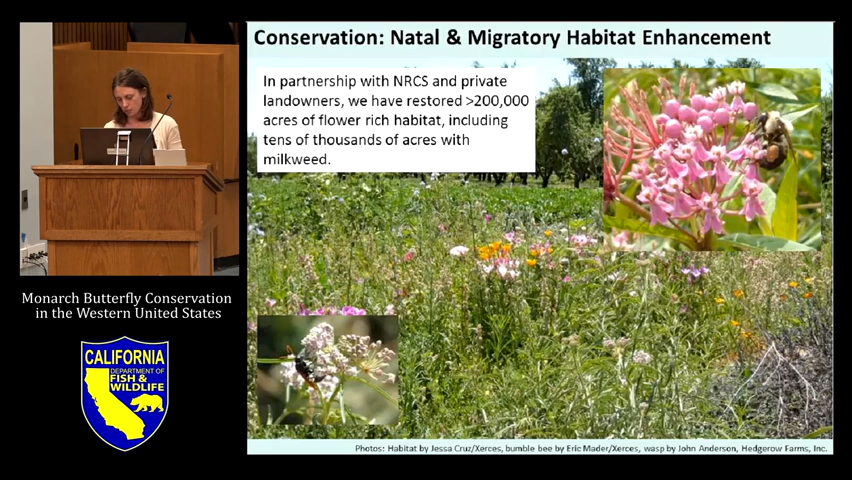 Conservation: Natal & Migratory Habitat Enhancement
In partnership with NRCS and private
landowners, we have restored >200,000
acres of flower rich habitat, including
tens of thousands of acres with
milkweed.
Monarch Butterfly Conservation
in the Western United States
CALIFORNIA
DEPARTMENT OF
FISH &
WILDLIFE
Photos: Habitat by Jessa Cruz/Xerces, bumble bee by Eric Mader/Xerces, wasp by John Anderson, Hedgerow Farms, Inc.